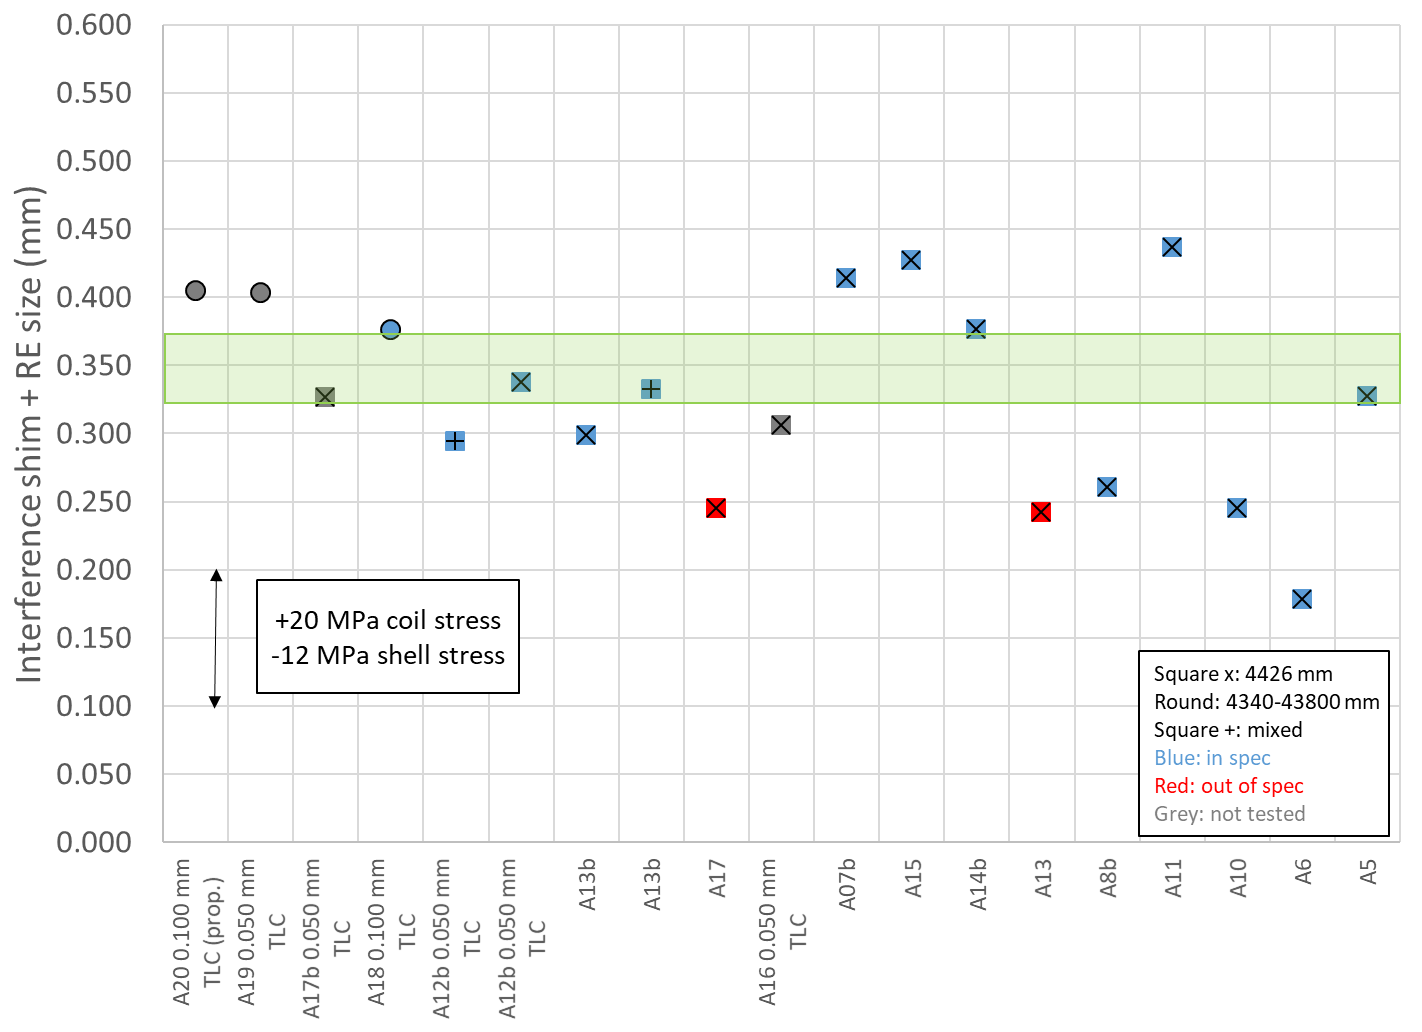 Interference shim + RE size (mm)
0.600
0.550
0.500
0.450
0.400
0.350
0.300
0.250
0.200
0.150
0.100
0.050
0.000
+20 MPa coil stress
-12 MPa shell stress
Square x: 4426 mm
Round: 4340-43800 mm
Square +: mixed
Blue: in spec
Red: out of spec
Grey: not tested
A20 0.100 mm
TLC (prop.)
A19 0.050 mm
TLC
A17b 0.050 mm
TLC
A18 0.100 mm
TLC
A12b 0.050 mm
TLC
A12b 0.050 mm
TLC
A13b
A13b
A17
A16 0.050 mm
TLC
A07b
A15
A14b
A13
A8b
A11
A10
A6
A5